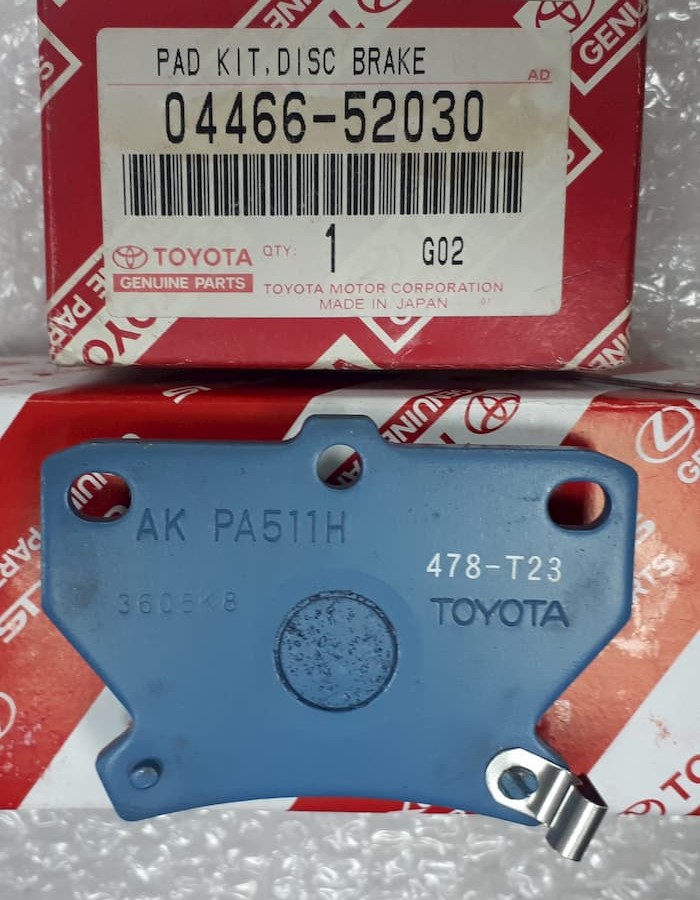 PAD KIT,DISC BRAKE
AD
04466-52030
TOYOTA
GENUINE PARTS
QTY: 1 G02
TOYOTA MOTOR CORPORATION
MADE IN JAPAN
GENUI
AK PA511H
478-T23
TOYOTA